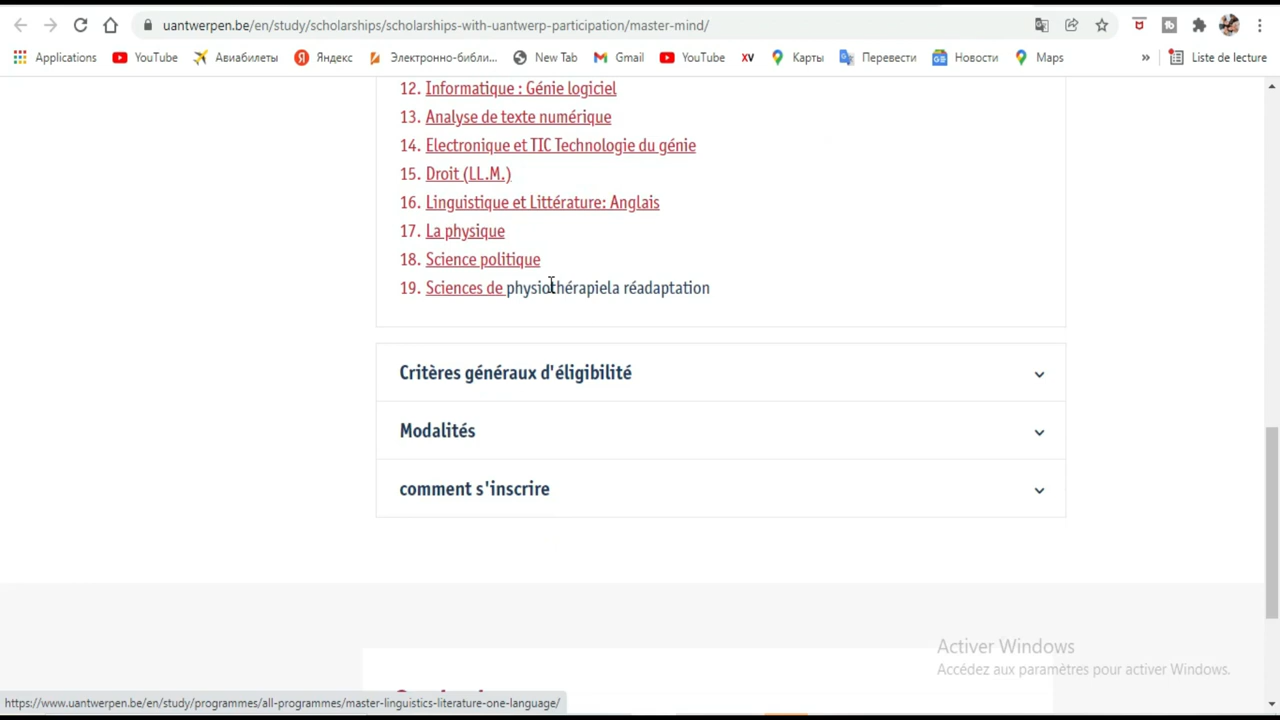 uantwerpen.be/en/study/scholarships/scholarships-with-uantwerp-participation/master-mind/
Applications YouTube Авиабилеты Яндекс Электронно-библи... New Tab Gmail YouTube XV Карты Перевести Новости Maps » Liste de lecture
12. Informatique : Génie logiciel
13. Analyse de texte numérique
14. Electronique et TIC Technologie du génie
15. Droit (LL.M.)
16. Linguistique et Littérature: Anglais
17. La physique
18. Science politique
19. Sciences de physiothérapiela réadaptation
Critères généraux d'éligibilité
Modalités
comment s'inscrire
Activer Windows
Accédez aux paramètres pour activer Windows.
https://www.uantwerpen.be/en/study/programmes/all-programmes/master-linguistics-literature-one-language/